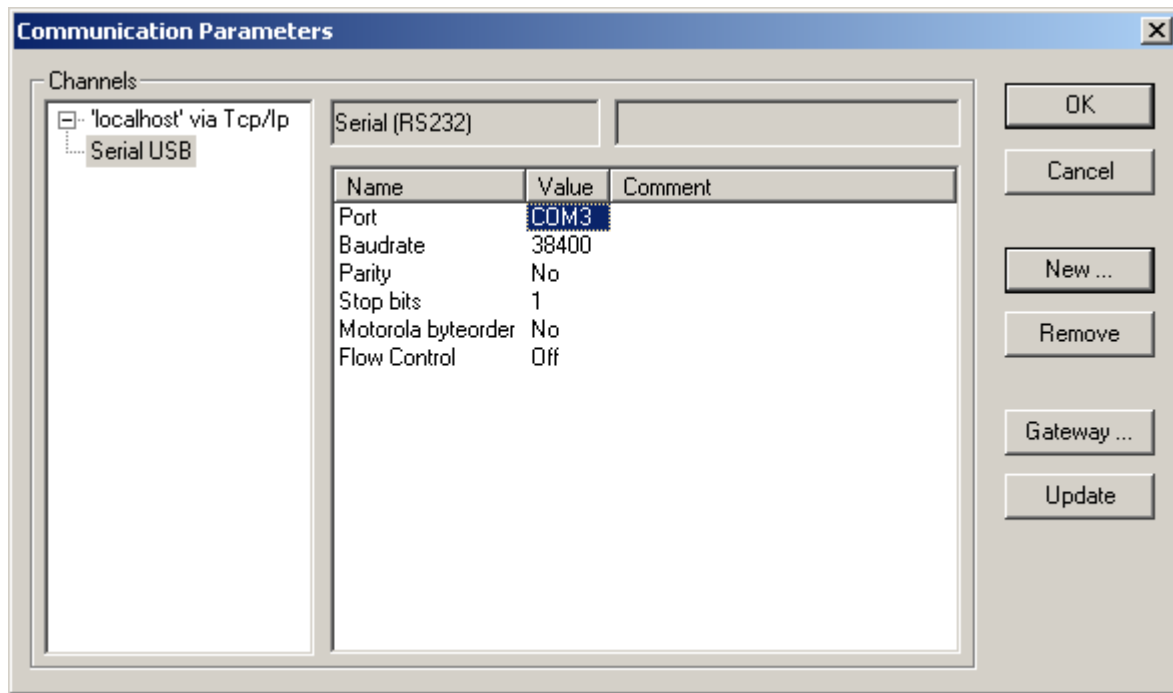 Communication Parameters
Channels
'localhost' via Tcp/Ip
Serial USB
Serial (RS232)
Name Value Comment
Port COM3
Baudrate 38400
Parity No
Stop bits 1
Motorola byteorder No
Flow Control Off
OK
Cancel
New ...
Remove
Gateway ...
Update